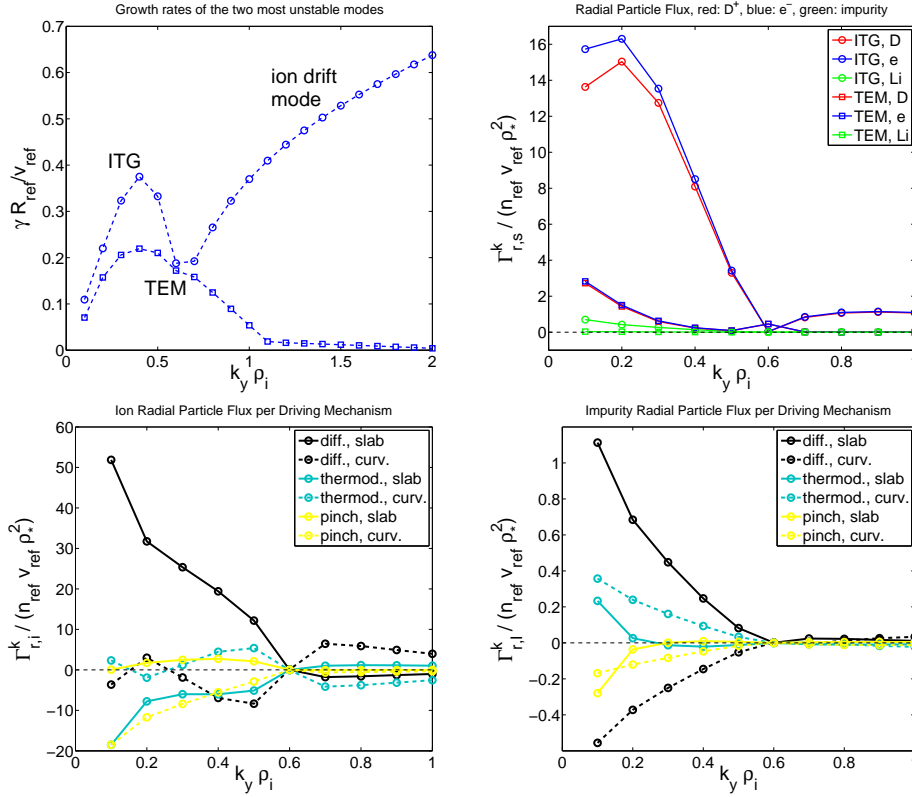 Growth rates of the two most unstable modes
γ R_ref/v_ref
0.7
0.6
0.5
0.4
0.3
0.2
0.1
0
ITG
TEM
ion drift
mode
0 0.5 1 1.5 2
k_y ρ_i
Radial Particle Flux, red: D⁺, blue: e⁻, green: impurity
Γ^k_r,s / (n_ref v_ref ρ_*^2)
16
14
12
10
8
6
4
2
0
ITG, D
ITG, e
ITG, Li
TEM, D
TEM, e
TEM, Li
0 0.2 0.4 0.6 0.8
k_y ρ_i
Ion Radial Particle Flux per Driving Mechanism
Γ^k_r,i / (n_ref v_ref ρ_*^2)
60
50
40
30
20
10
0
−10
−20
diff., slab
diff., curv.
thermod., slab
thermod., curv.
pinch, slab
pinch, curv.
0 0.2 0.4 0.6 0.8 1
k_y ρ_i
Impurity Radial Particle Flux per Driving Mechanism
Γ^k_r,I / (n_ref v_ref ρ_*^2)
1
0.8
0.6
0.4
0.2
0
−0.2
−0.4
diff., slab
diff., curv.
thermod., slab
thermod., curv.
pinch, slab
pinch, curv.
0 0.2 0.4 0.6 0.8
k_y ρ_i